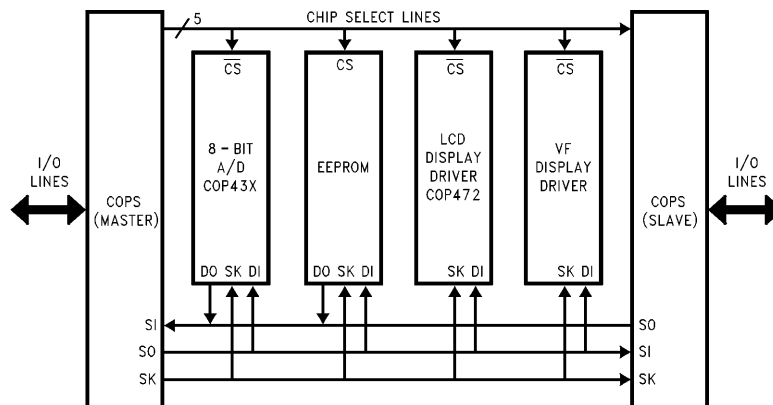 5 CHIP SELECT LINES
CS CS CS CS
I/O
LINES
COPS
(MASTER)
8 - BIT
A/D
COP43X
EEPROM
LCD
DISPLAY
DRIVER
COP472
VF
DISPLAY
DRIVER
COPS
(SLAVE)
I/O
LINES
DO SK DI DO SK DI SK DI SK DI
SI SO
SO SI
SK SK